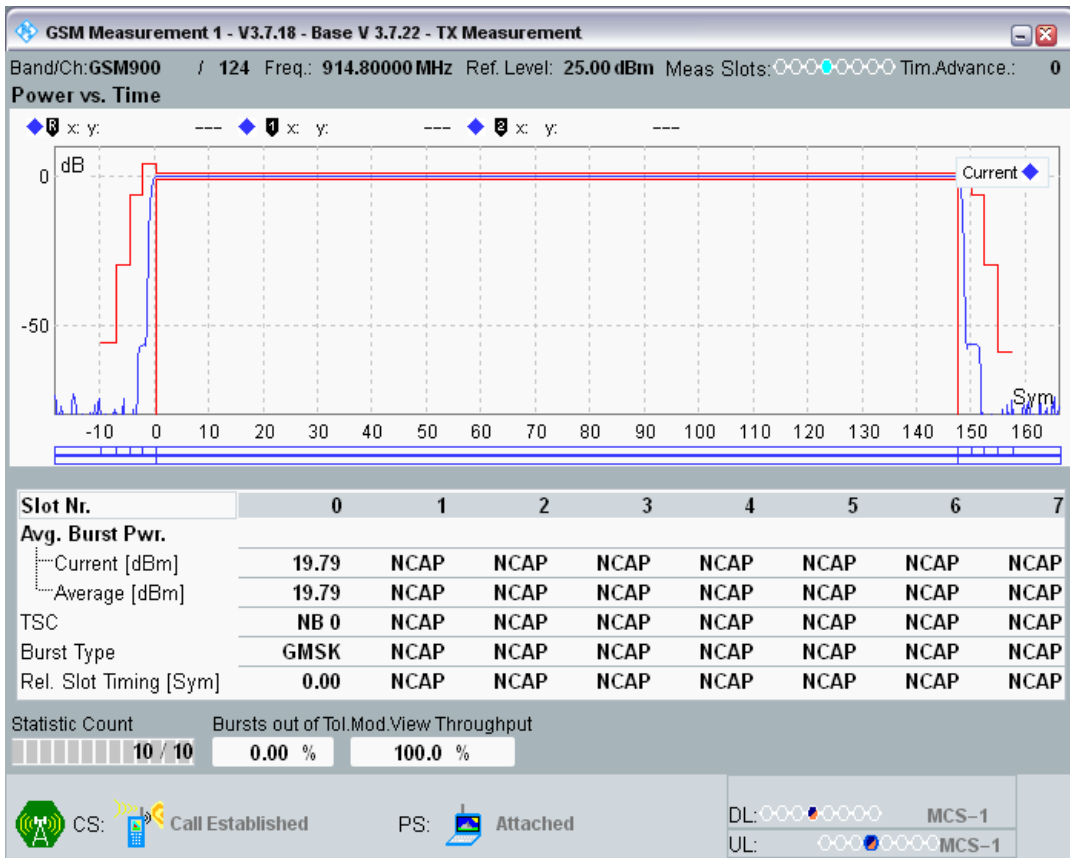 GSM Measurement 1 - V3.7.18 - Base V 3.7.22 - TX Measurement
Band/Ch:GSM900 / 124 Freq.: 914.80000 MHz Ref. Level: 25.00 dBm Meas Slots: Tim.Advance.: 0
Power vs. Time
R x: y: --- 1 x: y: --- 2 x: y: ---
dB
Current
0
-50
Sym
-10 0 10 20 30 40 50 60 70 80 90 100 110 120 130 140 150 160
Slot Nr. 0 1 2 3 4 5 6 7
Avg. Burst Pwr.
Current [dBm] 19.79 NCAP NCAP NCAP NCAP NCAP NCAP NCAP
Average [dBm] 19.79 NCAP NCAP NCAP NCAP NCAP NCAP NCAP
TSC NB 0 NCAP NCAP NCAP NCAP NCAP NCAP NCAP
Burst Type GMSK NCAP NCAP NCAP NCAP NCAP NCAP NCAP
Rel. Slot Timing [Sym] 0.00 NCAP NCAP NCAP NCAP NCAP NCAP NCAP
Statistic Count Bursts out of Tol.Mod.View Throughput
10 / 10 0.00 % 100.0 %
CS: Call Established PS: Attached
DL: MCS-1
UL: MCS-1